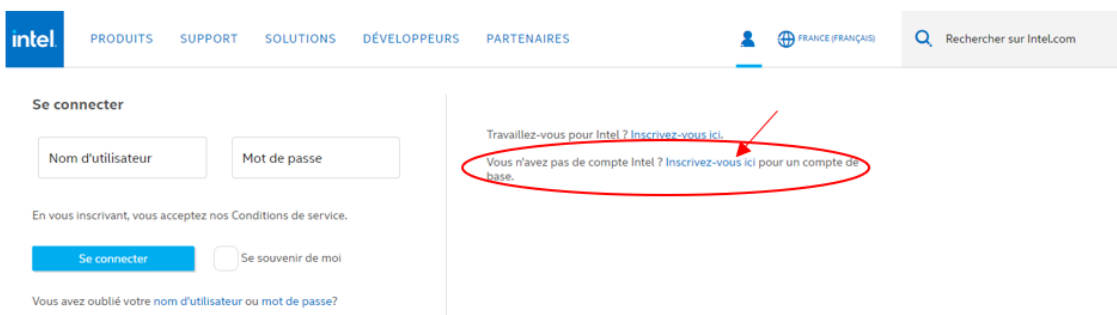 intel.
PRODUITS SUPPORT SOLUTIONS DÉVELOPPEURS PARTENAIRES FRANCE (FRANÇAIS) Rechercher sur Intel.com
Se connecter
Nom d'utilisateur Mot de passe
En vous inscrivant, vous acceptez nos Conditions de service.
Se connecter Se souvenir de moi
Vous avez oublié votre nom d'utilisateur ou mot de passe?
Travaillez-vous pour Intel ? Inscrivez-vous ici.
Vous n'avez pas de compte Intel ? Inscrivez-vous ici pour un compte de
base.